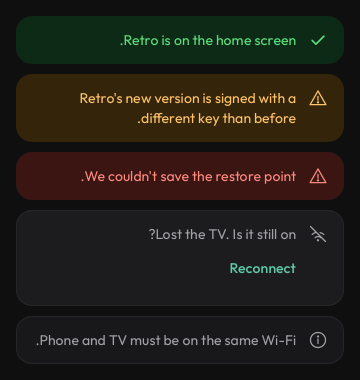 .Retro is on the home screen
Retro's new version is signed with a
.different key than before
.We couldn't save the restore point
?Lost the TV. Is it still on
Reconnect
.Phone and TV must be on the same Wi-Fi